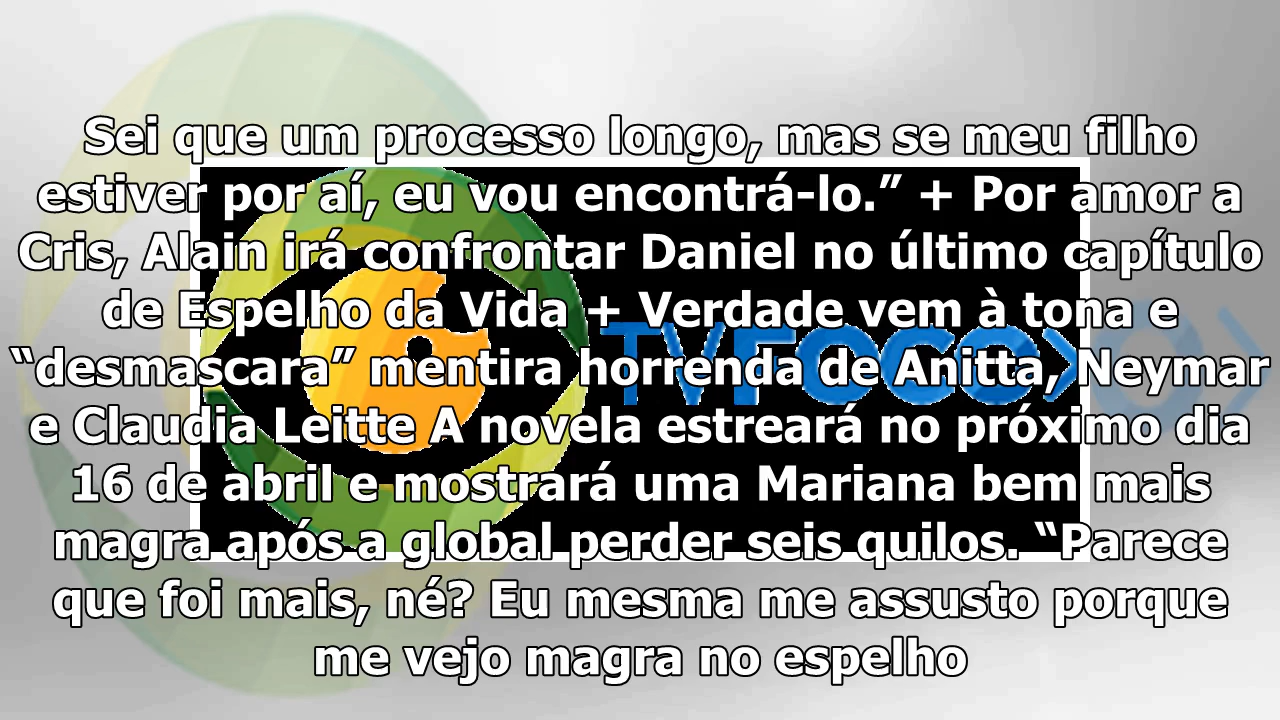 Sei que um processo longo, mas se meu filho
estiver por aí, eu vou encontrá-lo.” + Por amor a
Cris, Alain irá confrontar Daniel no último capítulo
de Espelho da Vida + Verdade vem à tona e
“desmascara” mentira horrenda de Anitta, Neymar
e Claudia Leitte A novela estreará no próximo dia
16 de abril e mostrará uma Mariana bem mais
magra após a global perder seis quilos. “Parece
que foi mais, né? Eu mesma me assusto porque
me vejo magra no espelho
TVFOCO